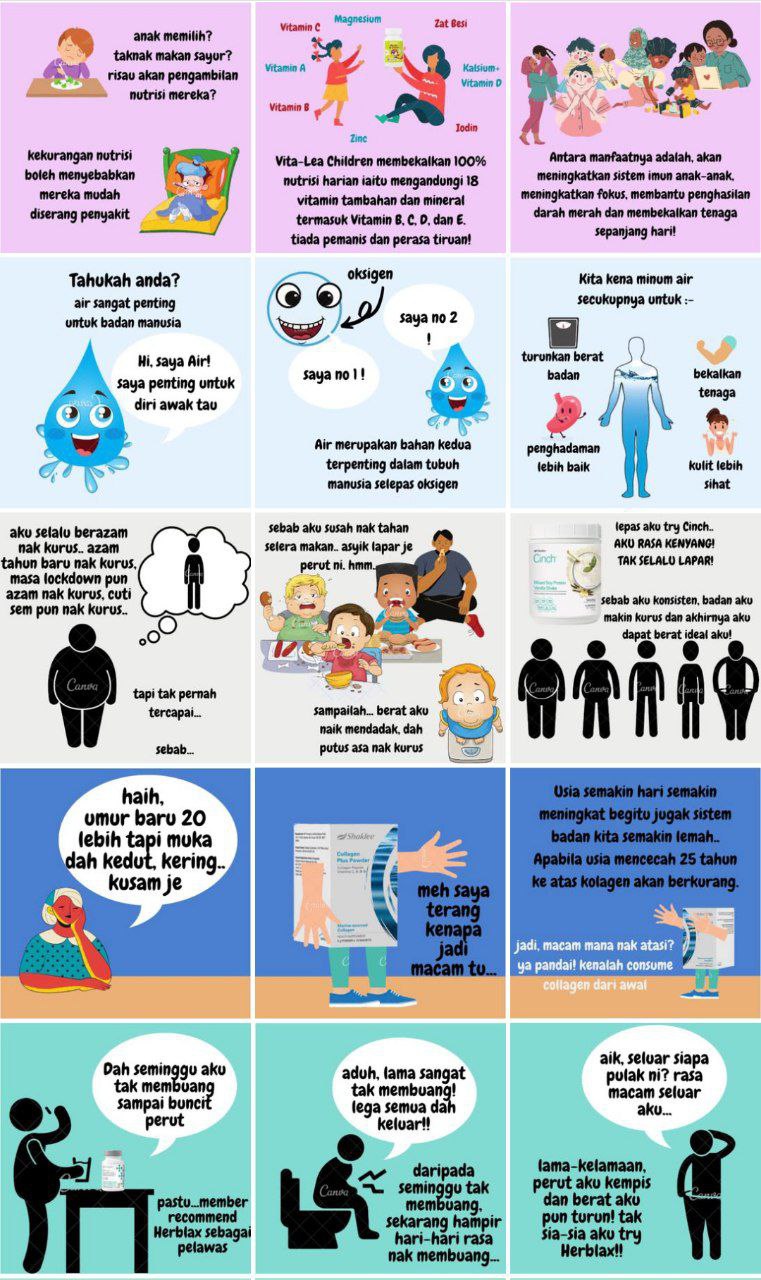 anak memilih?
taknak makan sayur?
risau akan pengambilan
nutrisi mereka?
kekurangan nutrisi
boleh menyebabkan
mereka mudah
diserang penyakit
Magnesium
Vitamin C
Zat Besi
Vitamin A
Kalsium+
Vitamin D
Vitamin B
Iodin
Zinc
Vita-Lea Children membekalkan 100%
nutrisi harian iaitu mengandungi 18
vitamin tambahan dan mineral
termasuk Vitamin B, C, D, dan E.
tiada pemanis dan perasa tiruan!
Antara manfaatnya adalah, akan
meningkatkan sistem imun anak-anak,
meningkatkan fokus, membantu penghasilan
darah merah dan membekalkan tenaga
sepanjang hari!
Tahukah anda?
air sangat penting
untuk badan manusia
Hi, saya Air!
saya penting untuk
diri awak tau
oksigen
saya no 2
!
saya no 1 !
Air merupakan bahan kedua
terpenting dalam tubuh
manusia selepas oksigen
Kita kena minum air
secukupnya untuk :-
turunkan berat
badan
bekalkan
tenaga
penghadaman
lebih baik
kulit lebih
sihat
aku selalu berazam
nak kurus.. azam
tahun baru nak kurus,
masa lockdown pun
azam nak kurus, cuti
sem pun nak kurus..
Canva
tapi tak pernah
tercapai...
sebab...
sebab aku susah nak tahan
selera makan.. asyik lapar je
perut ni. hmm..
sampailah... berat aku
naik mendadak, dah
putus asa nak kurus
Cinch
lepas aku try Cinch..
AKU RASA KENYANG!
TAK SELALU LAPAR!
sebab aku konsisten, badan aku
makin kurus dan akhirnya aku
dapat berat ideal aku!
Canva
Canva
Canva
haih,
umur baru 20
lebih tapi muka
dah kedut, kering..
kusam je
Shaklee
Collagen
Plus Powder
Marine-sourced
Collagen
meh saya
terang
kenapa
jadi
macam tu...
Usia semakin hari semakin
meningkat begitu jugak sistem
badan kita semakin lemah..
Apabila usia mencecah 25 tahun
ke atas kolagen akan berkurang.
jadi, macam mana nak atasi?
ya pandai! kenalah consume
collagen dari awal
Dah seminggu aku
tak membuang
sampai buncit
perut
pastu...member
recommend
Herblax sebagai
pelawas
aduh, lama sangat
tak membuang!
lega semua dah
keluar!!
Canva
daripada
seminggu tak
membuang,
sekarang hampir
hari-hari rasa
nak membuang...
aik, seluar siapa
pulak ni? rasa
macam seluar
aku...
lama-kelamaan,
perut aku kempis
dan berat aku
pun turun! tak
sia-sia aku try
Herblax!!
Canva